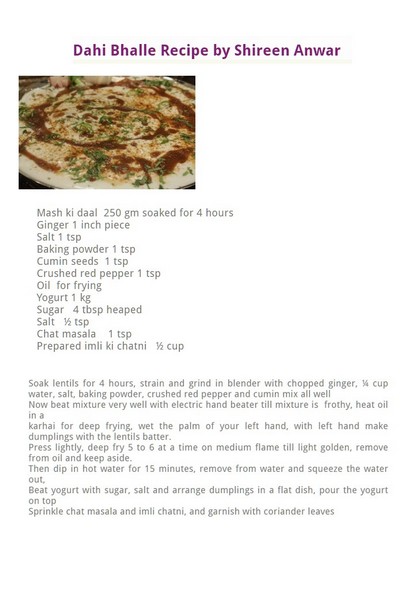 Dahi Bhalle Recipe by Shireen Anwar
Mash ki daal  250 gm soaked for 4 hours
Ginger 1 inch piece
Salt 1 tsp
Baking powder 1 tsp
Cumin seeds  1 tsp
Crushed red pepper 1 tsp
Oil  for frying
Yogurt 1 kg
Sugar   4 tbsp heaped
Salt   ½ tsp
Chat masala    1 tsp
Prepared imli ki chatni   ½ cup
Soak lentils for 4 hours, strain and grind in blender with chopped ginger, ¼ cup
water, salt, baking powder, crushed red pepper and cumin mix all well
Now beat mixture very well with electric hand beater till mixture is  frothy, heat oil
in a
karhai for deep frying, wet the palm of your left hand, with left hand make
dumplings with the lentils batter.
Press lightly, deep fry 5 to 6 at a time on medium flame till light golden, remove
from oil and keep aside.
Then dip in hot water for 15 minutes, remove from water and squeeze the water
out,
Beat yogurt with sugar, salt and arrange dumplings in a flat dish, pour the yogurt
on top
Sprinkle chat masala and imli chatni, and garnish with coriander leaves